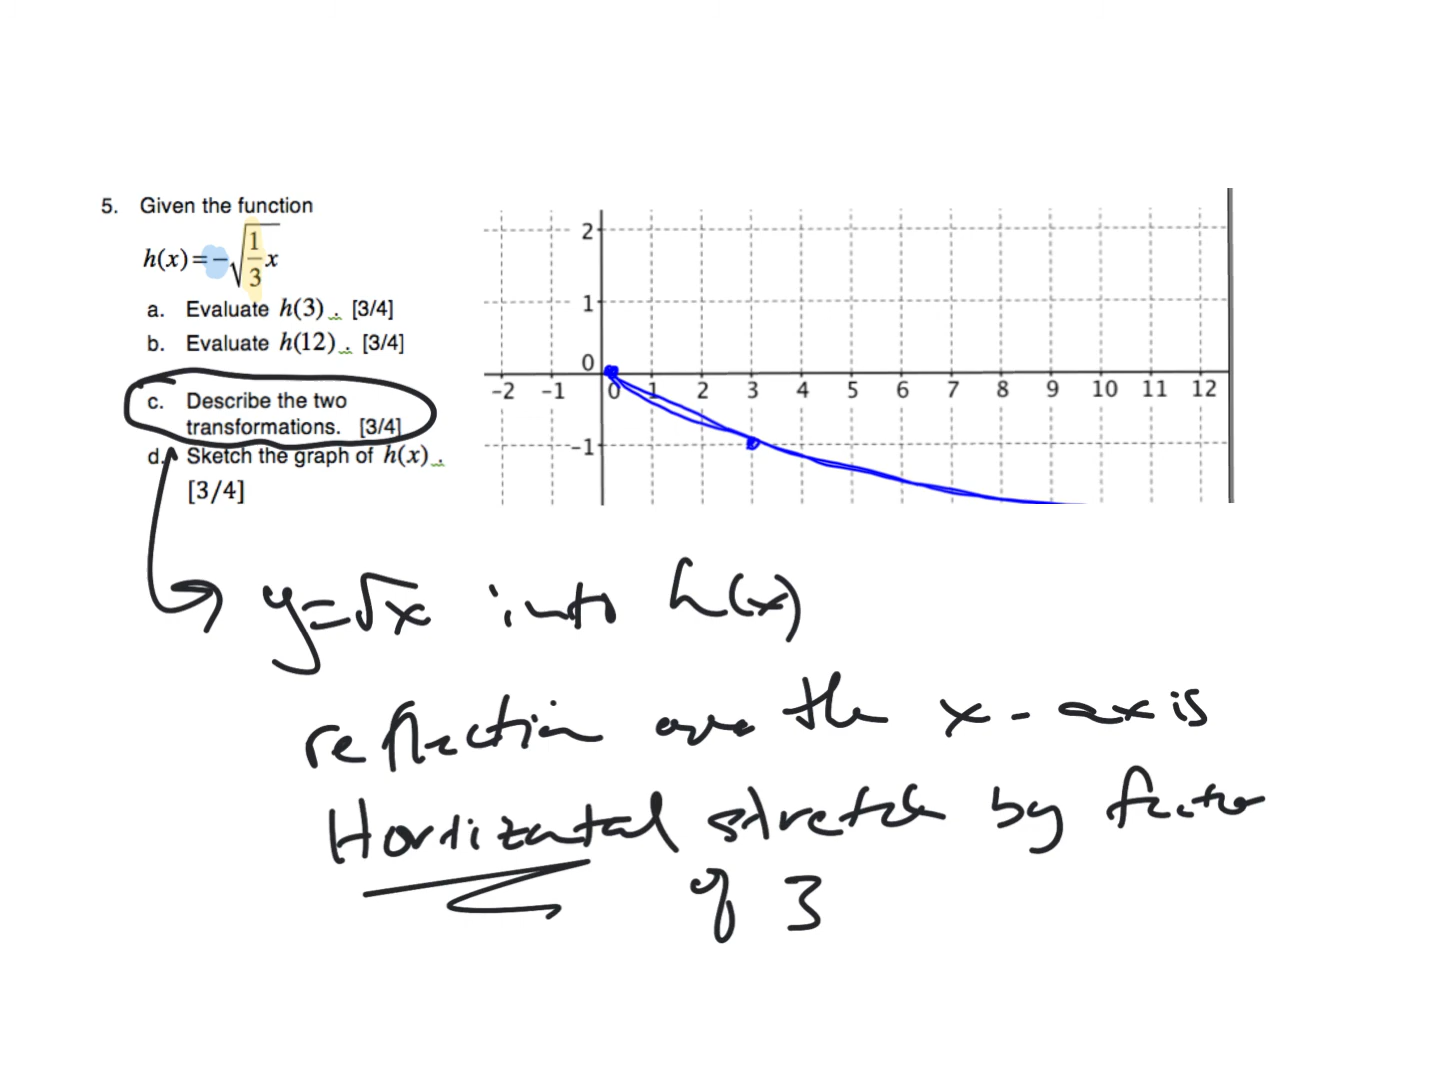 5. Given the function
h(x)=-√(1/3 x)
a. Evaluate h(3). [3/4]
b. Evaluate h(12). [3/4]
c. Describe the two
transformations. [3/4]
d. Sketch the graph of h(x).
[3/4]
2
1
0
-2 -1 0 1 2 3 4 5 6 7 8 9 10 11 12
-1
y=√x into h(x)
reflection over the x-axis
Horizontal stretch by factor
of 3